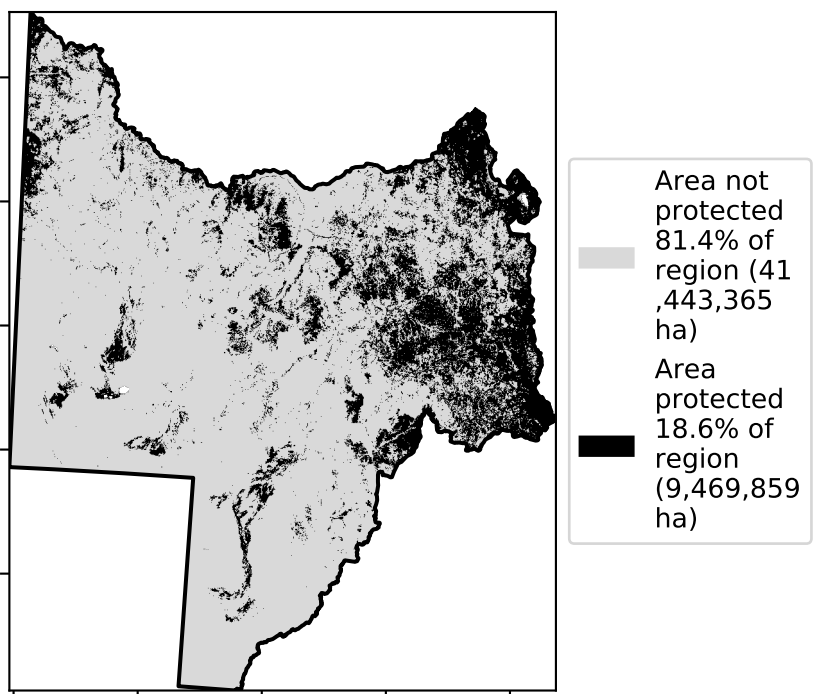 Area not
protected
81.4% of
region (41
,443,365
ha)
Area
protected
18.6% of
region
(9,469,859
ha)